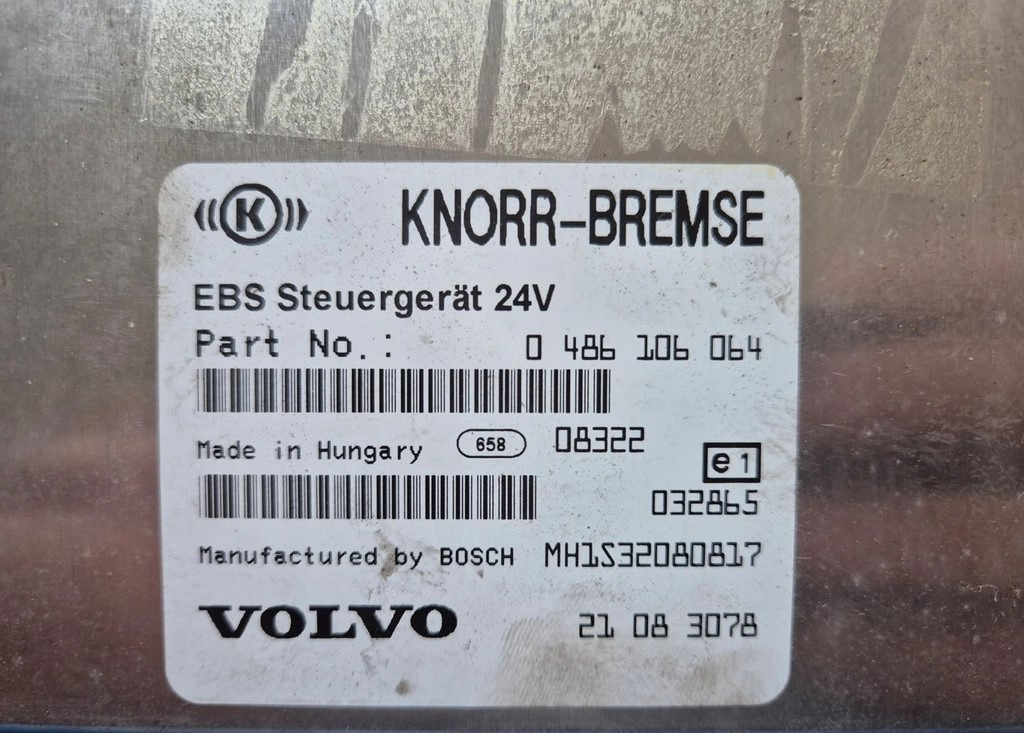 K KNORR-BREMSE
EBS Steuergerät 24V
Part No.: 0 486 106 064
Made in Hungary 658 08322
e1
032865
Manufactured by BOSCH MH1S32080817
VOLVO 21 08 3078